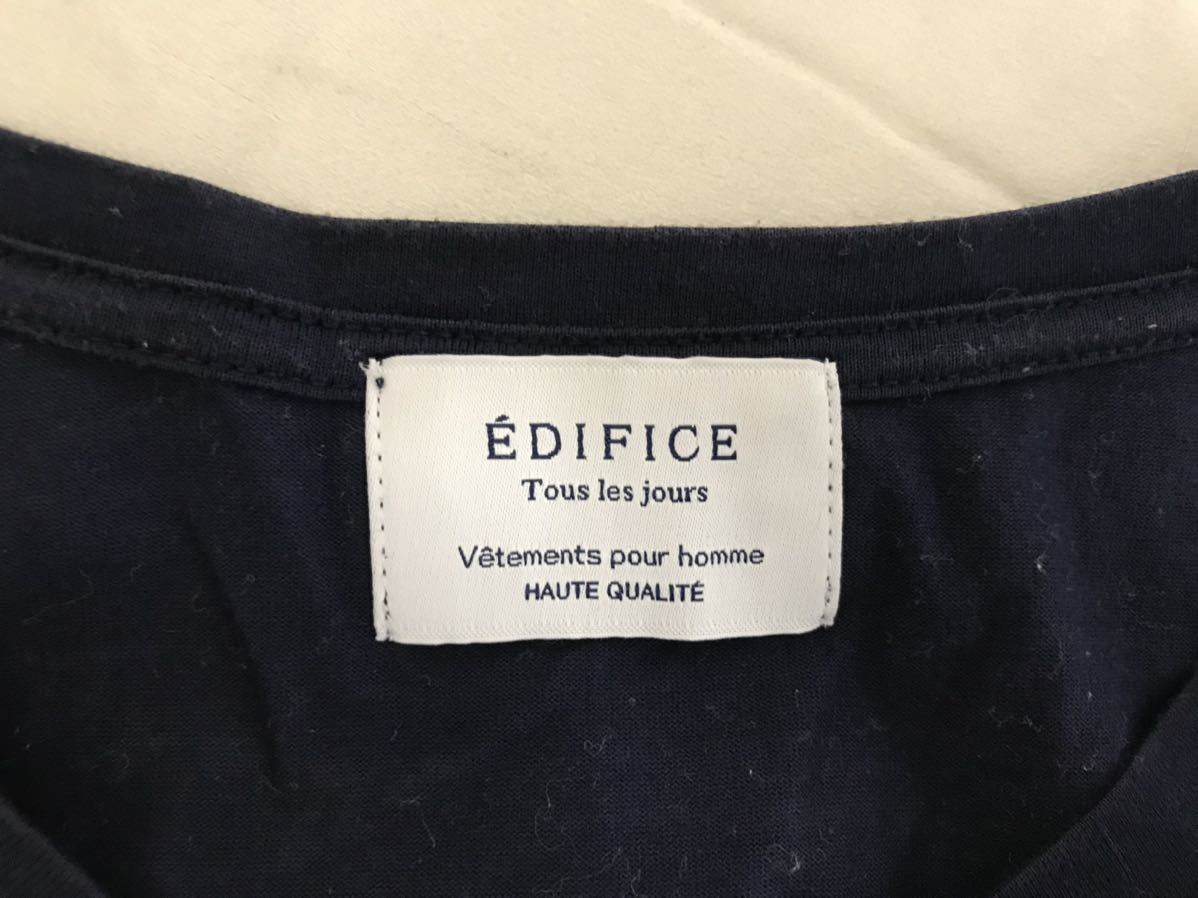 ÉDIFICE
Tous les jours
Vêtements pour homme
HAUTE QUALITÉ